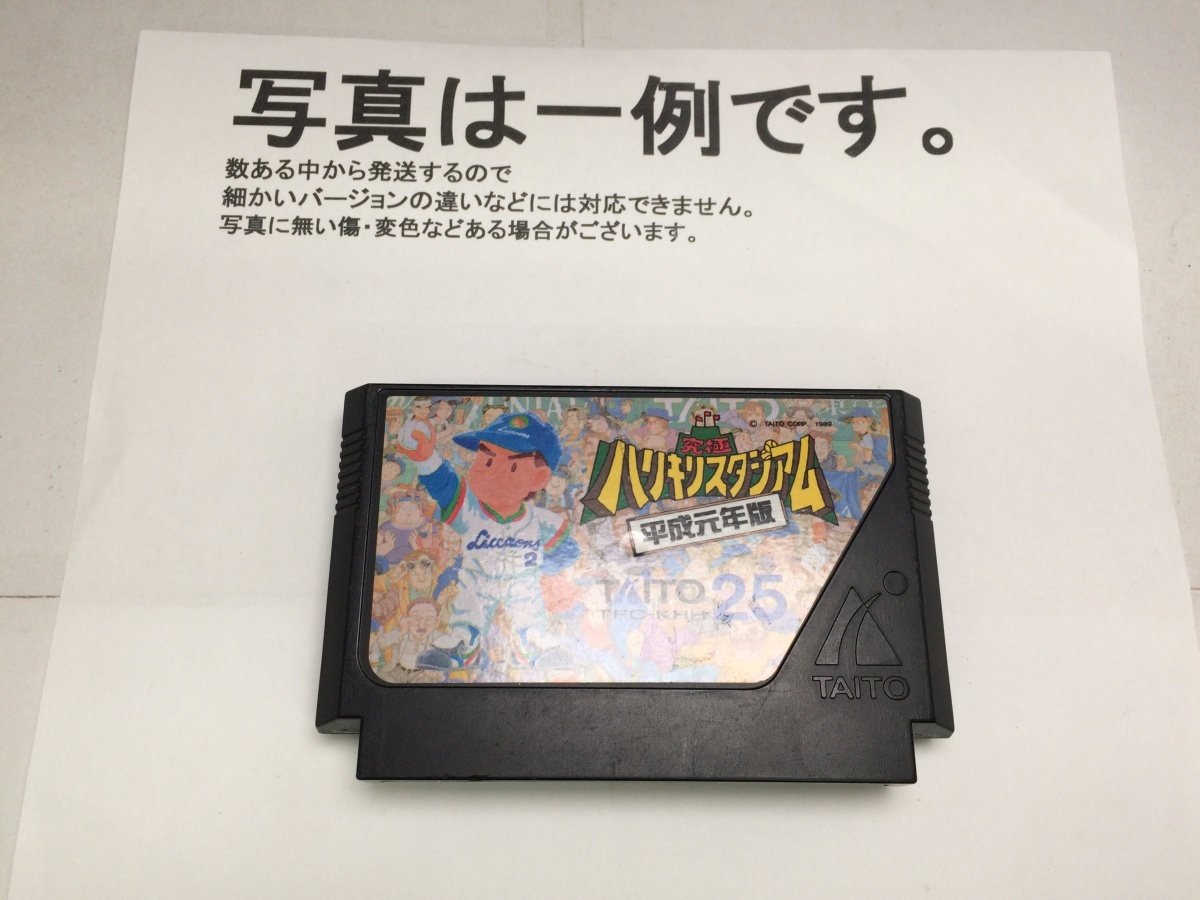 写真は一例です。
数ある中から発送するので
細かいバージョンの違いなどには対応できません。
写真に無い傷・変色などある場合がございます。
© TAITO CORP. 1989
究極
ハリキリスタジアム
平成元年版
Liccaons
2
TAITO
25
TAITO